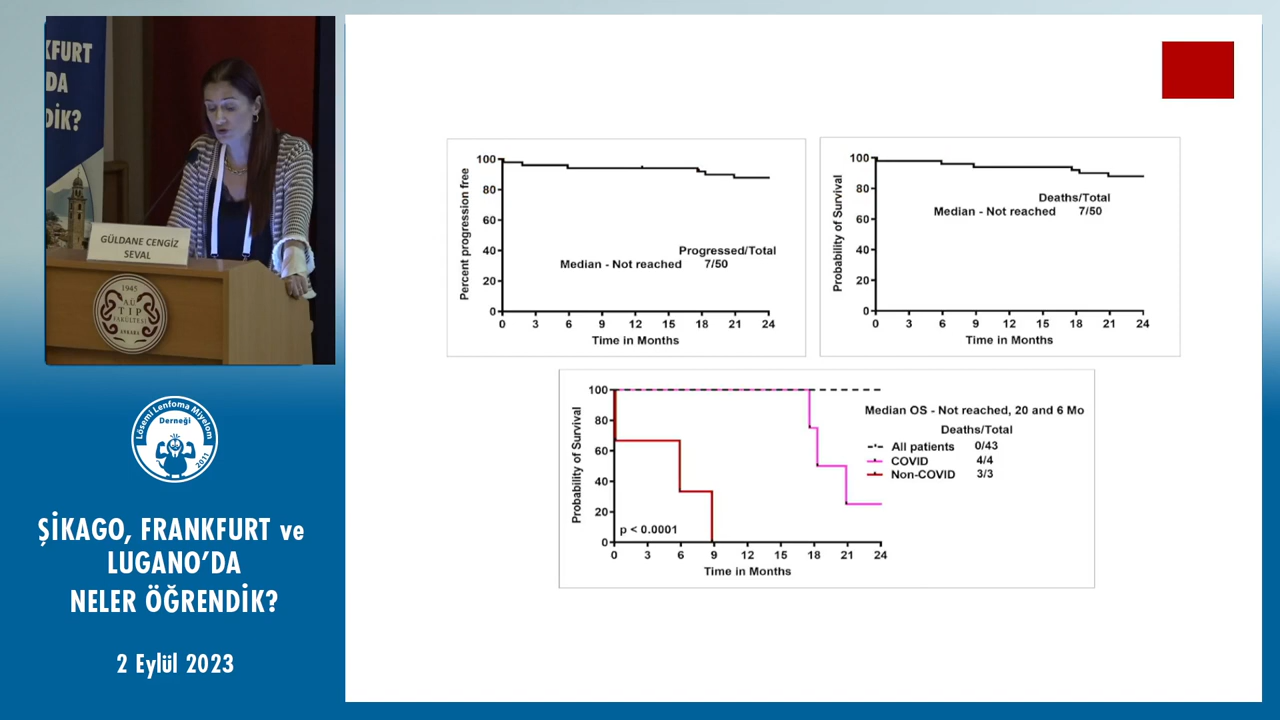 KFURT
DA
DİK?
GÜLDANE CENGİZ
SEVAL
1945
AÜ
TIP
FAKÜLTESİ
ANKARA
Lösemi Lenfoma Miyelom
Derneği
2011
ŞİKAGO, FRANKFURT ve
LUGANO’DA
NELER ÖĞRENDİK?
2 Eylül 2023
Percent progression free
100
80
60
40
20
0
Progressed/Total
Median - Not reached 7/50
0 3 6 9 12 15 18 21 24
Time in Months
Probability of Survival
100
80
60
40
20
0
Deaths/Total
Median - Not reached 7/50
0 3 6 9 12 15 18 21 24
Time in Months
Probability of Survival
100
80
60
40
20
0
Median OS - Not reached, 20 and 6 Mo
Deaths/Total
All patients 0/43
COVID 4/4
Non-COVID 3/3
p < 0.0001
0 3 6 9 12 15 18 21 24
Time in Months